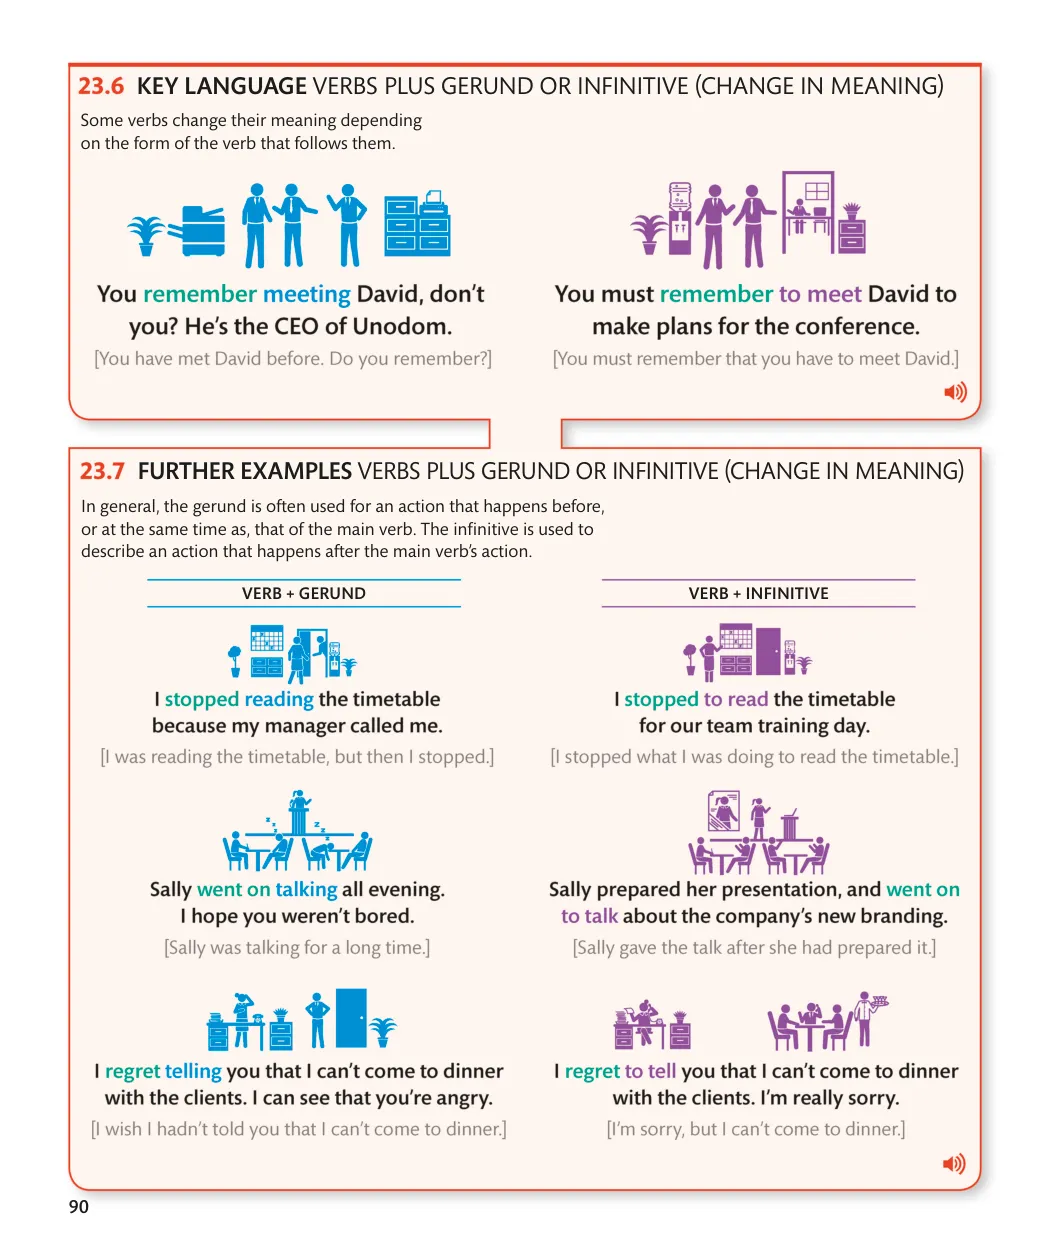 23.6 KEY LANGUAGE VERBS PLUS GERUND OR INFINITIVE (CHANGE IN MEANING)
Some verbs change their meaning depending
on the form of the verb that follows them.
You remember meeting David, don’t
you? He’s the CEO of Unodom.
[You have met David before. Do you remember?]
You must remember to meet David to
make plans for the conference.
[You must remember that you have to meet David.]
23.7 FURTHER EXAMPLES VERBS PLUS GERUND OR INFINITIVE (CHANGE IN MEANING)
In general, the gerund is often used for an action that happens before,
or at the same time as, that of the main verb. The infinitive is used to
describe an action that happens after the main verb’s action.
VERB + GERUND
VERB + INFINITIVE
I stopped reading the timetable
because my manager called me.
[I was reading the timetable, but then I stopped.]
I stopped to read the timetable
for our team training day.
[I stopped what I was doing to read the timetable.]
z z z z z z
Sally went on talking all evening.
I hope you weren’t bored.
[Sally was talking for a long time.]
Sally prepared her presentation, and went on
to talk about the company’s new branding.
[Sally gave the talk after she had prepared it.]
I regret telling you that I can’t come to dinner
with the clients. I can see that you’re angry.
[I wish I hadn’t told you that I can’t come to dinner.]
I regret to tell you that I can’t come to dinner
with the clients. I’m really sorry.
[I’m sorry, but I can’t come to dinner.]
90